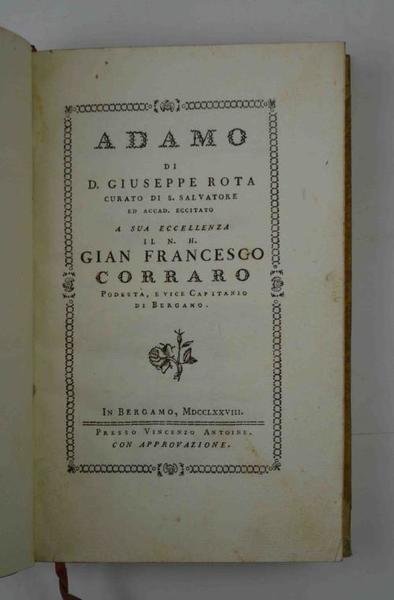 ADAMO
DI
D. GIUSEPPE ROTA
CURATO DI S. SALVATORE
ED ACCAD. ECCITATO
A SUA ECCELLENZA
IL N. H.
GIAN FRANCESCO
CORRARO
PODESTÀ, E VICE CAPITANIO
DI BERGAMO.
IN BERGAMO, MDCCLXXVIII.
PRESSO VINCENZO ANTOINE.
CON APPROVAZIONE.